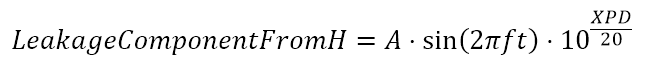 LeakageComponentFromH = A · sin(2πft) · 10^(XPD/20)